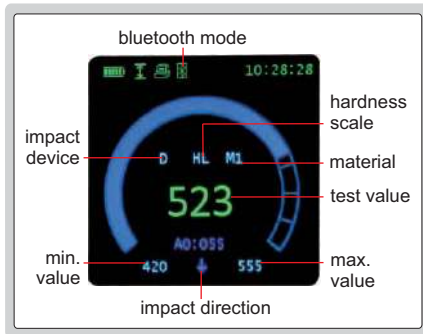 bluetooth mode
10:28:28
hardness
scale
impact
device
D HL M1
material
523
test value
A0:055
min.
value
420 555
max.
value
impact direction